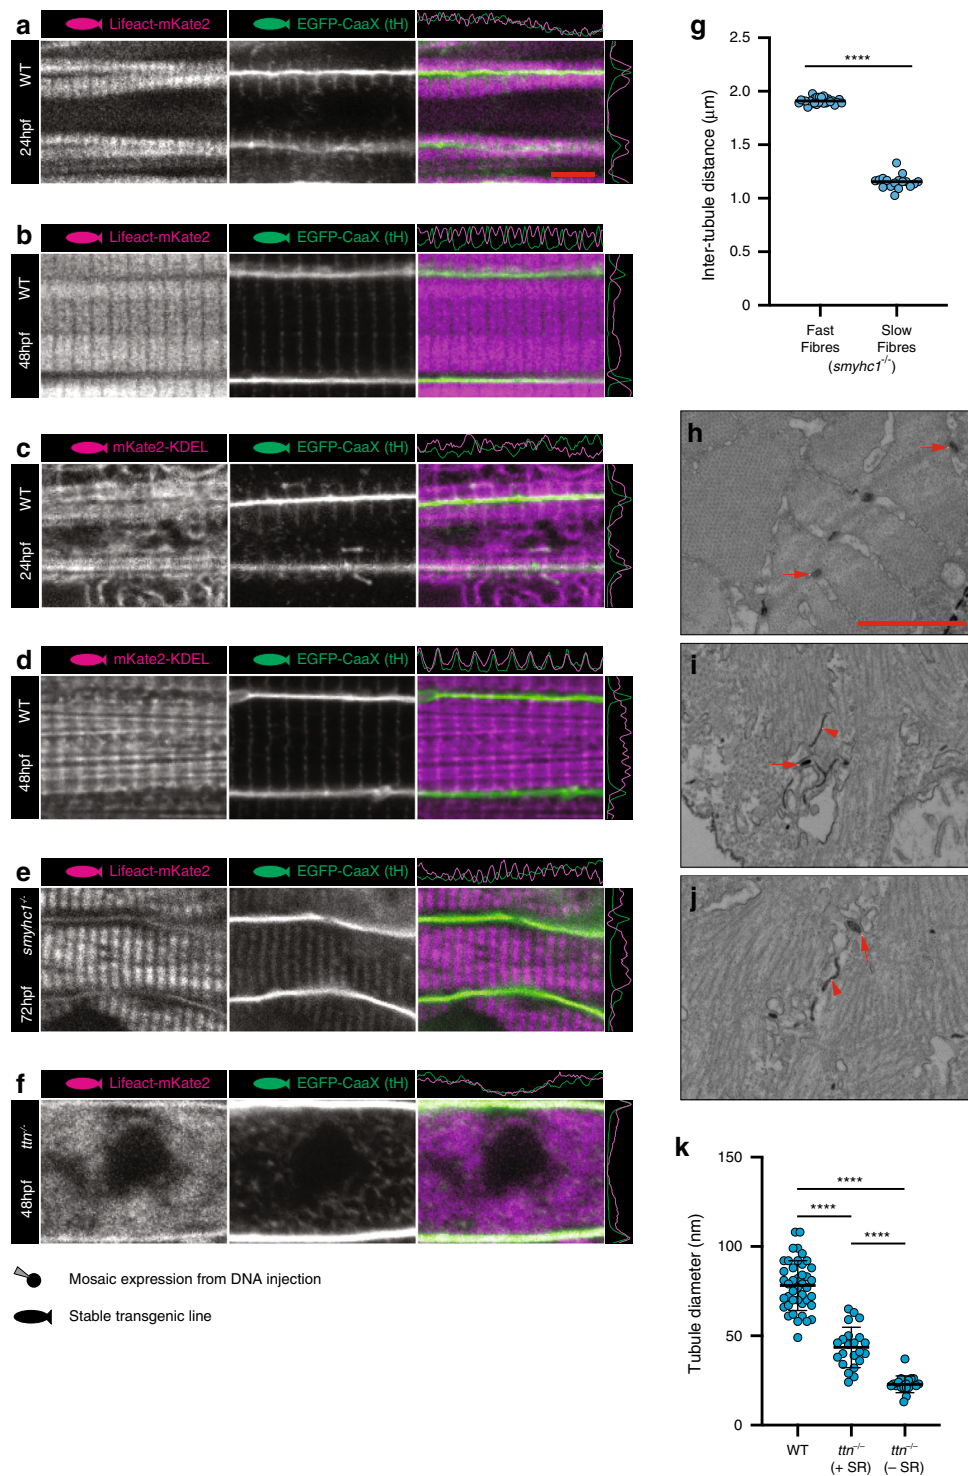 a
Lifeact-mKate2
EGFP-CaaX (tH)
WT
24hpf
b
Lifeact-mKate2
EGFP-CaaX (tH)
WT
48hpf
c
mKate2-KDEL
EGFP-CaaX (tH)
WT
24hpf
d
mKate2-KDEL
EGFP-CaaX (tH)
WT
48hpf
e
Lifeact-mKate2
EGFP-CaaX (tH)
smyhc1-/-
72hpf
f
Lifeact-mKate2
EGFP-CaaX (tH)
ttn-/-
48hpf
Mosaic expression from DNA injection
Stable transgenic line
g
2.5
2.0
1.5
1.0
0.5
0
Inter-tubule distance (μm)
****
Fast
Fibres
Slow
Fibres
(smyhc1-/-)
h
i
j
k
150
100
50
0
Tubule diameter (nm)
****
****
****
WT
ttn-/-
(+ SR)
ttn-/-
(– SR)